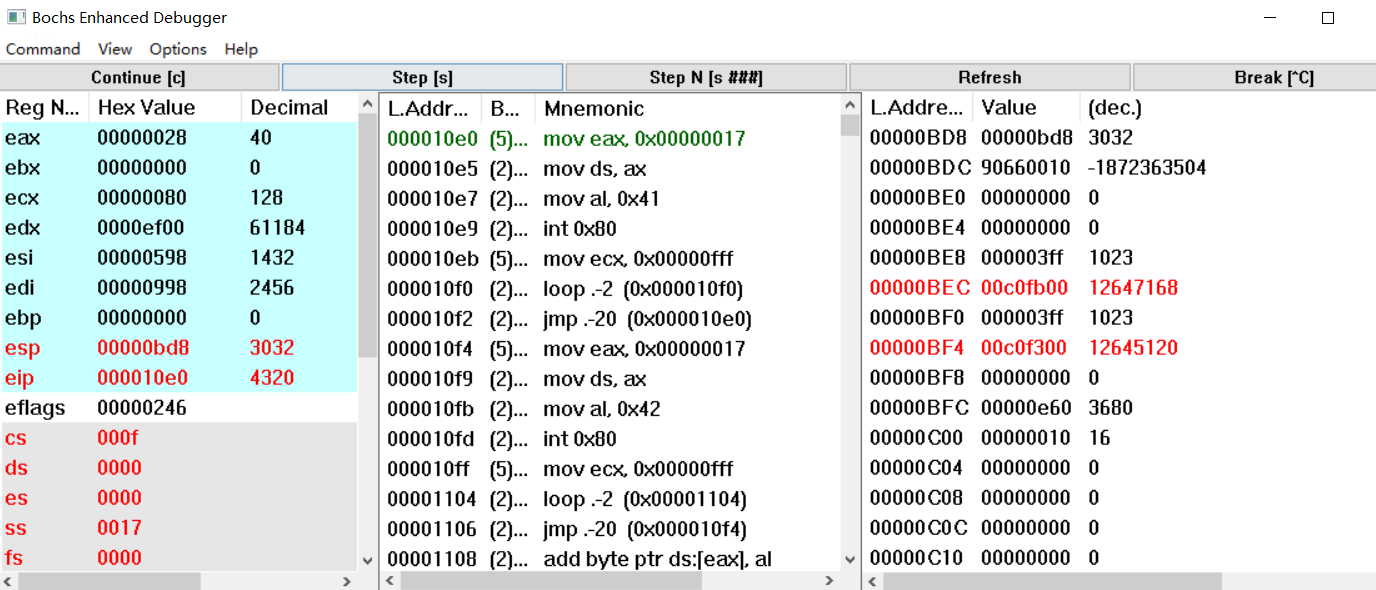 Bochs Enhanced Debugger
Command View Options Help
Continue [c] Step [s] Step N [s ###] Refresh Break [^C]
Reg N... Hex Value Decimal
eax 00000028 40
ebx 00000000 0
ecx 00000080 128
edx 0000ef00 61184
esi 00000598 1432
edi 00000998 2456
ebp 00000000 0
esp 00000bd8 3032
eip 000010e0 4320
eflags 00000246
cs 000f
ds 0000
es 0000
ss 0017
fs 0000
L.Addr... B... Mnemonic
000010e0 (5)... mov eax, 0x00000017
000010e5 (2)... mov ds, ax
000010e7 (2)... mov al, 0x41
000010e9 (2)... int 0x80
000010eb (5)... mov ecx, 0x00000fff
000010f0 (2)... loop .-2 (0x000010f0)
000010f2 (2)... jmp .-20 (0x000010e0)
000010f4 (5)... mov eax, 0x00000017
000010f9 (2)... mov ds, ax
000010fb (2)... mov al, 0x42
000010fd (2)... int 0x80
000010ff (5)... mov ecx, 0x00000fff
00001104 (2)... loop .-2 (0x00001104)
00001106 (2)... jmp .-20 (0x000010f4)
00001108 (2)... add byte ptr ds:[eax], al
L.Addre... Value (dec.)
00000BD8 00000bd8 3032
00000BDC 90660010 -1872363504
00000BE0 00000000 0
00000BE4 00000000 0
00000BE8 000003ff 1023
00000BEC 00c0fb00 12647168
00000BF0 000003ff 1023
00000BF4 00c0f300 12645120
00000BF8 00000000 0
00000BFC 00000e60 3680
00000C00 00000010 16
00000C04 00000000 0
00000C08 00000000 0
00000C0C 00000000 0
00000C10 00000000 0